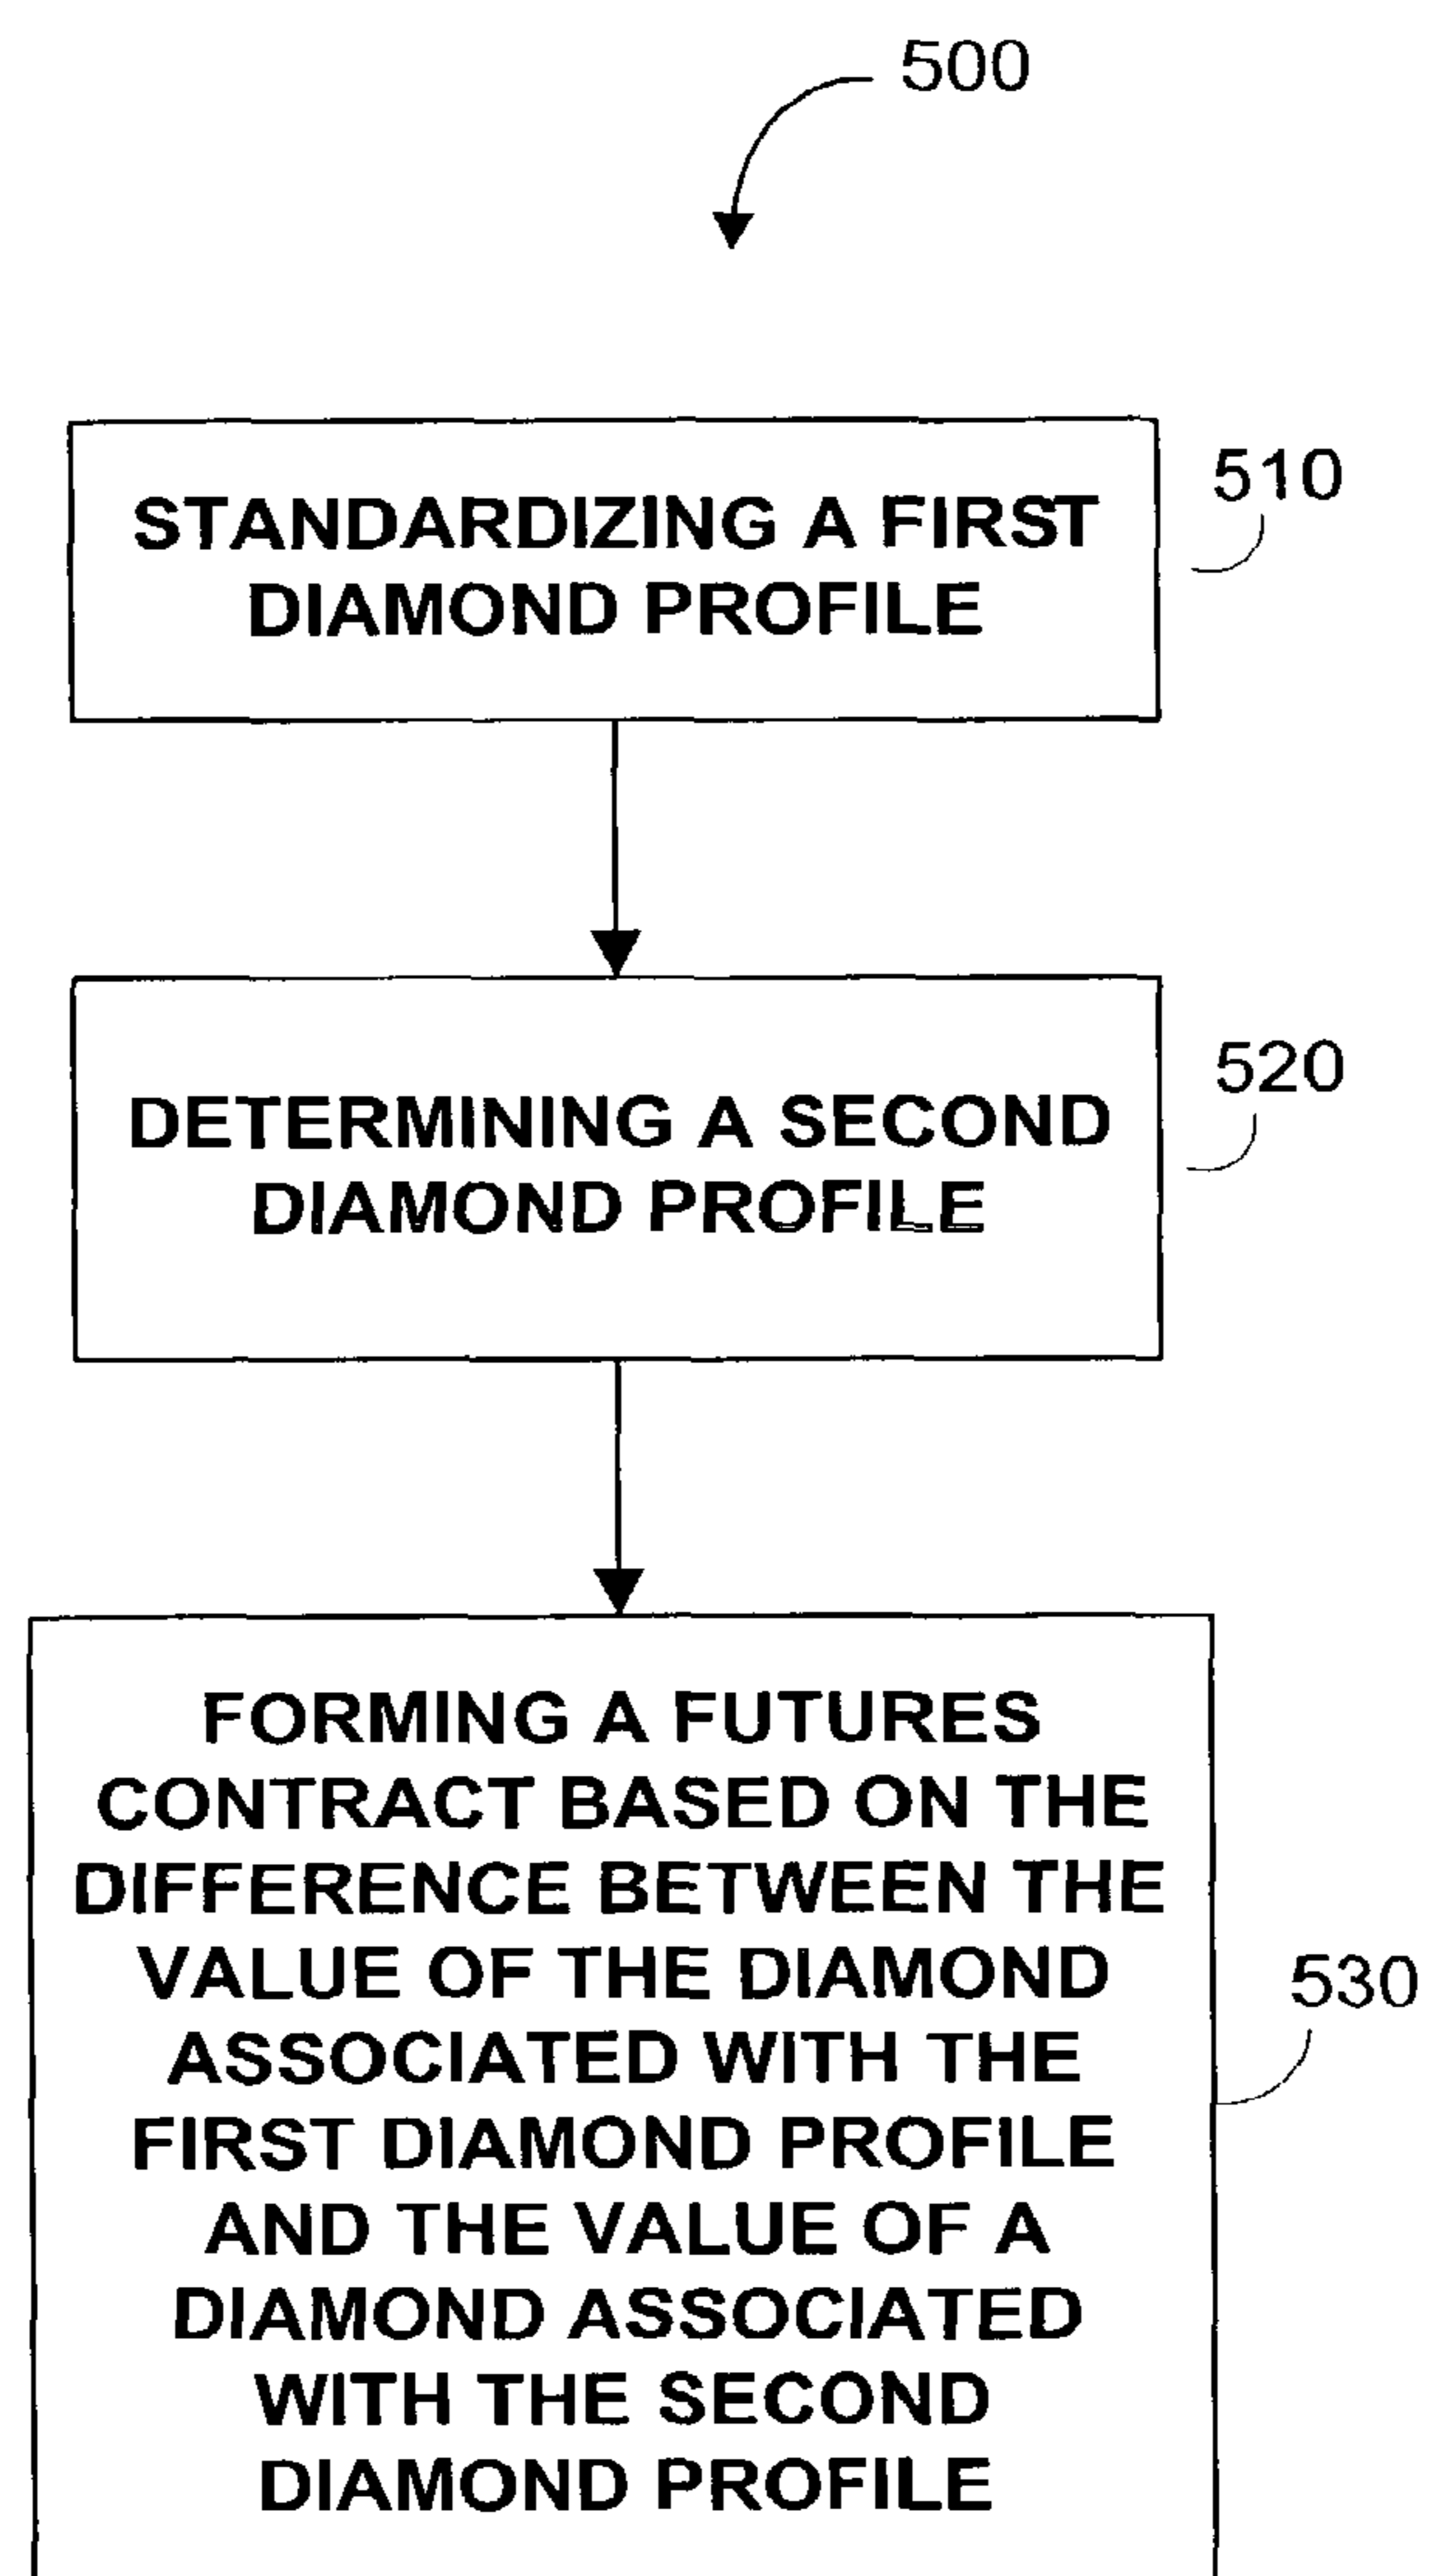 500
STANDARDIZING A FIRST
DIAMOND PROFILE
510
DETERMINING A SECOND
DIAMOND PROFILE
520
FORMING A FUTURES
CONTRACT BASED ON THE
DIFFERENCE BETWEEN THE
VALUE OF THE DIAMOND
ASSOCIATED WITH THE
FIRST DIAMOND PROFILE
AND THE VALUE OF A
DIAMOND ASSOCIATED
WITH THE SECOND
DIAMOND PROFILE
530